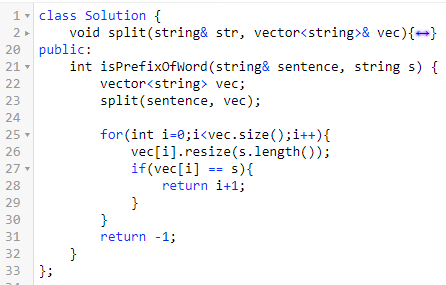 1 class Solution {
2 void split(string& str, vector<string>& vec){↔}
20 public:
21 int isPrefixOfWord(string& sentence, string s) {
22 vector<string> vec;
23 split(sentence, vec);
24
25 for(int i=0;i<vec.size();i++){
26 vec[i].resize(s.length());
27 if(vec[i] == s){
28 return i+1;
29 }
30 }
31 return -1;
32 }
33 };